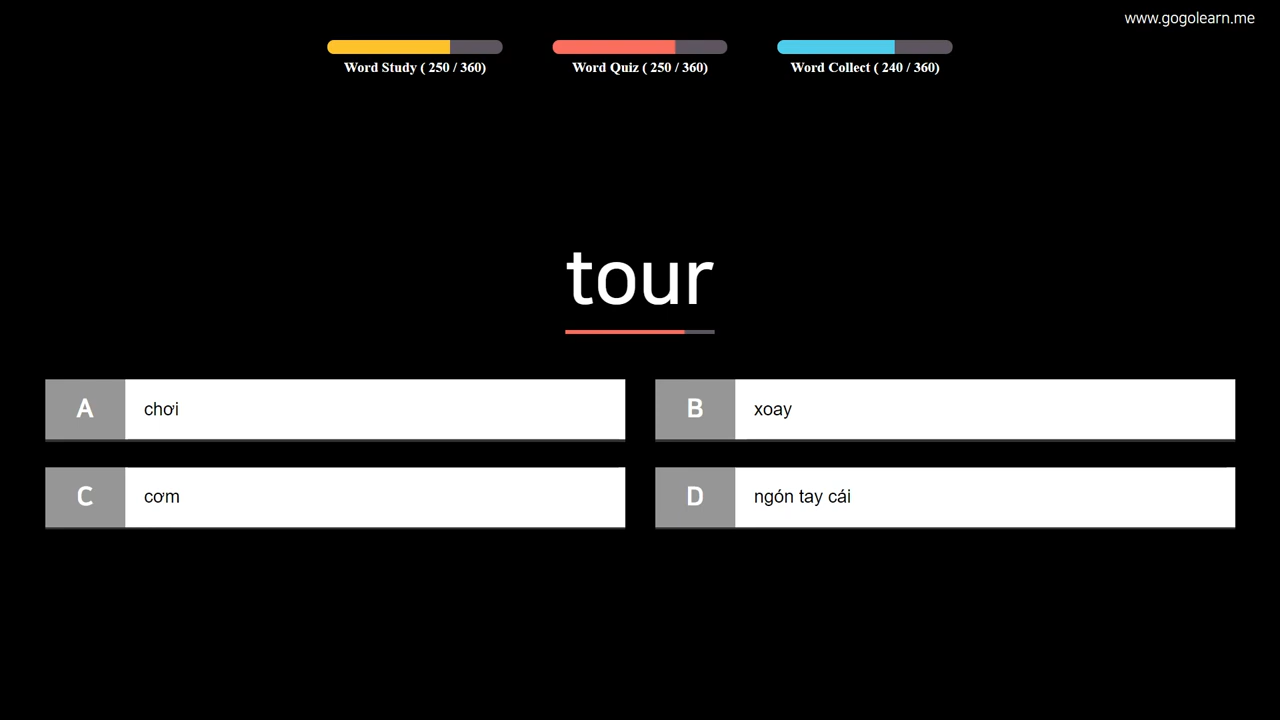 www.gogolearn.me
Word Study ( 250 / 360)
Word Quiz ( 250 / 360)
Word Collect ( 240 / 360)
tour
A chơi
B xoay
C cơm
D ngón tay cái